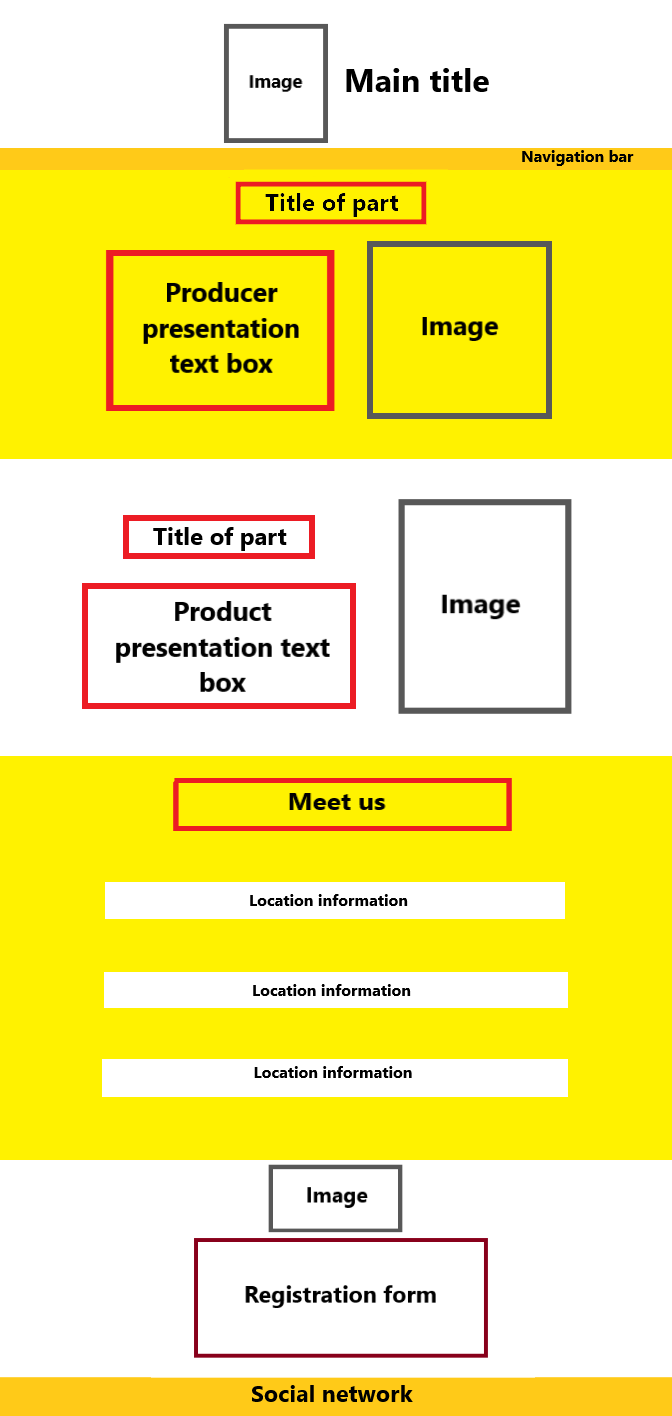 Image
Main title
Navigation bar
Title of part
Producer
presentation
text box
Image
Title of part
Product
presentation text
box
Image
Meet us
Location information
Location information
Location information
Image
Registration form
Social network